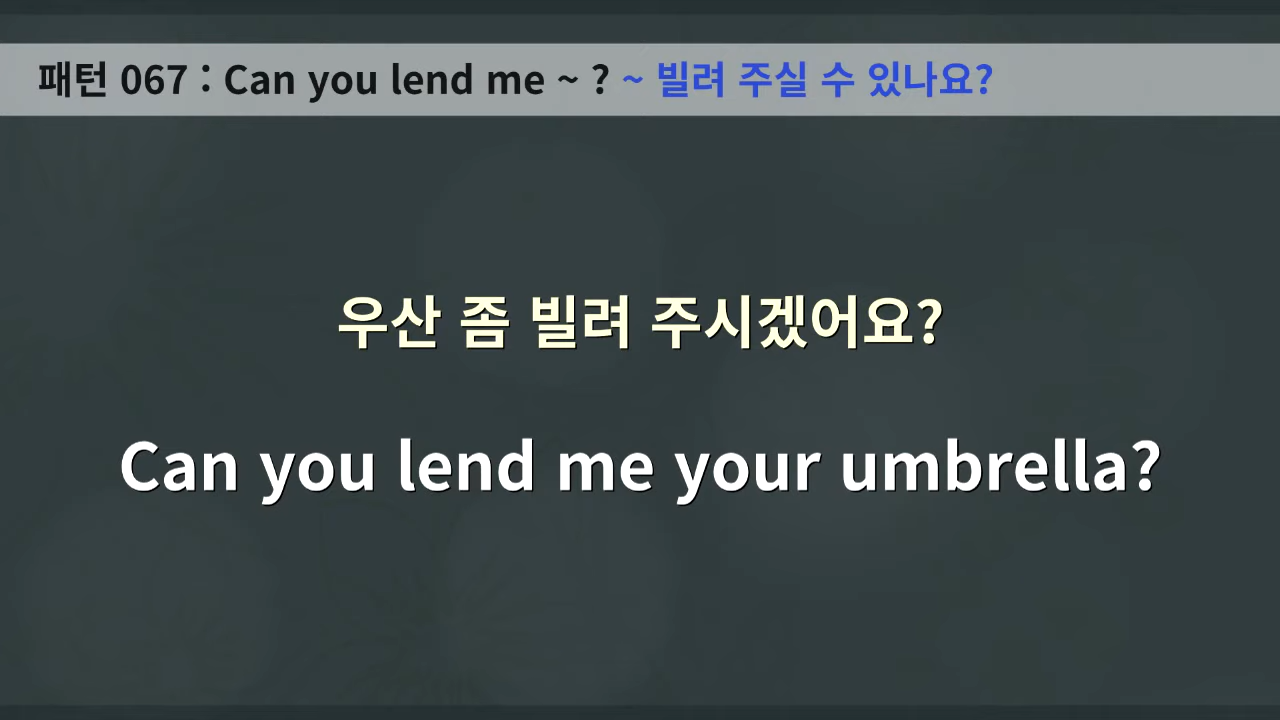 패턴 067 : Can you lend me ~ ? ~ 빌려 주실 수 있나요?
우산 좀 빌려 주시겠어요?
Can you lend me your umbrella?